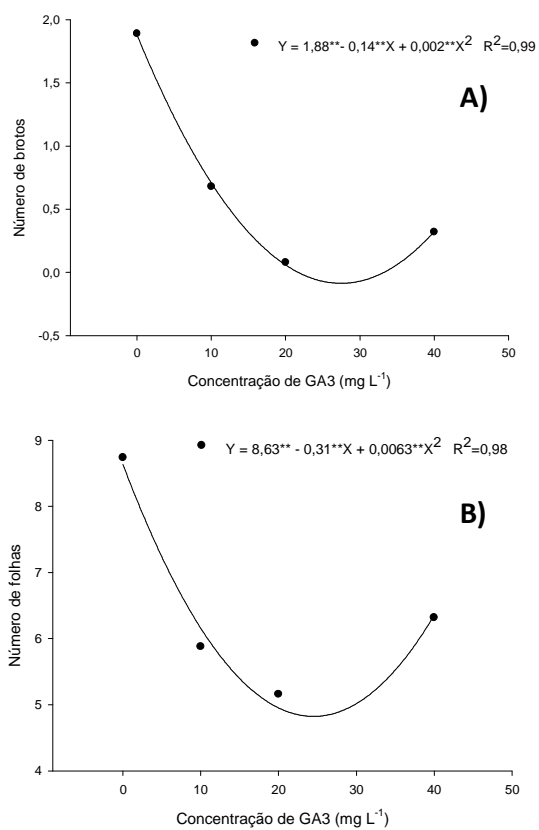 2,0
Y = 1,88**- 0,14**X + 0,002**X² R²=0,99
A)
1,5
Número de brotos
1,0
0,5
0,0
-0,5
0 10 20 30 40 50
Concentração de GA3 (mg L⁻¹)
9
Y = 8,63** - 0,31**X + 0,0063**X² R²=0,98
B)
8
Número de folhas
7
6
5
4
0 10 20 30 40 50
Concentração de GA3 (mg L⁻¹)